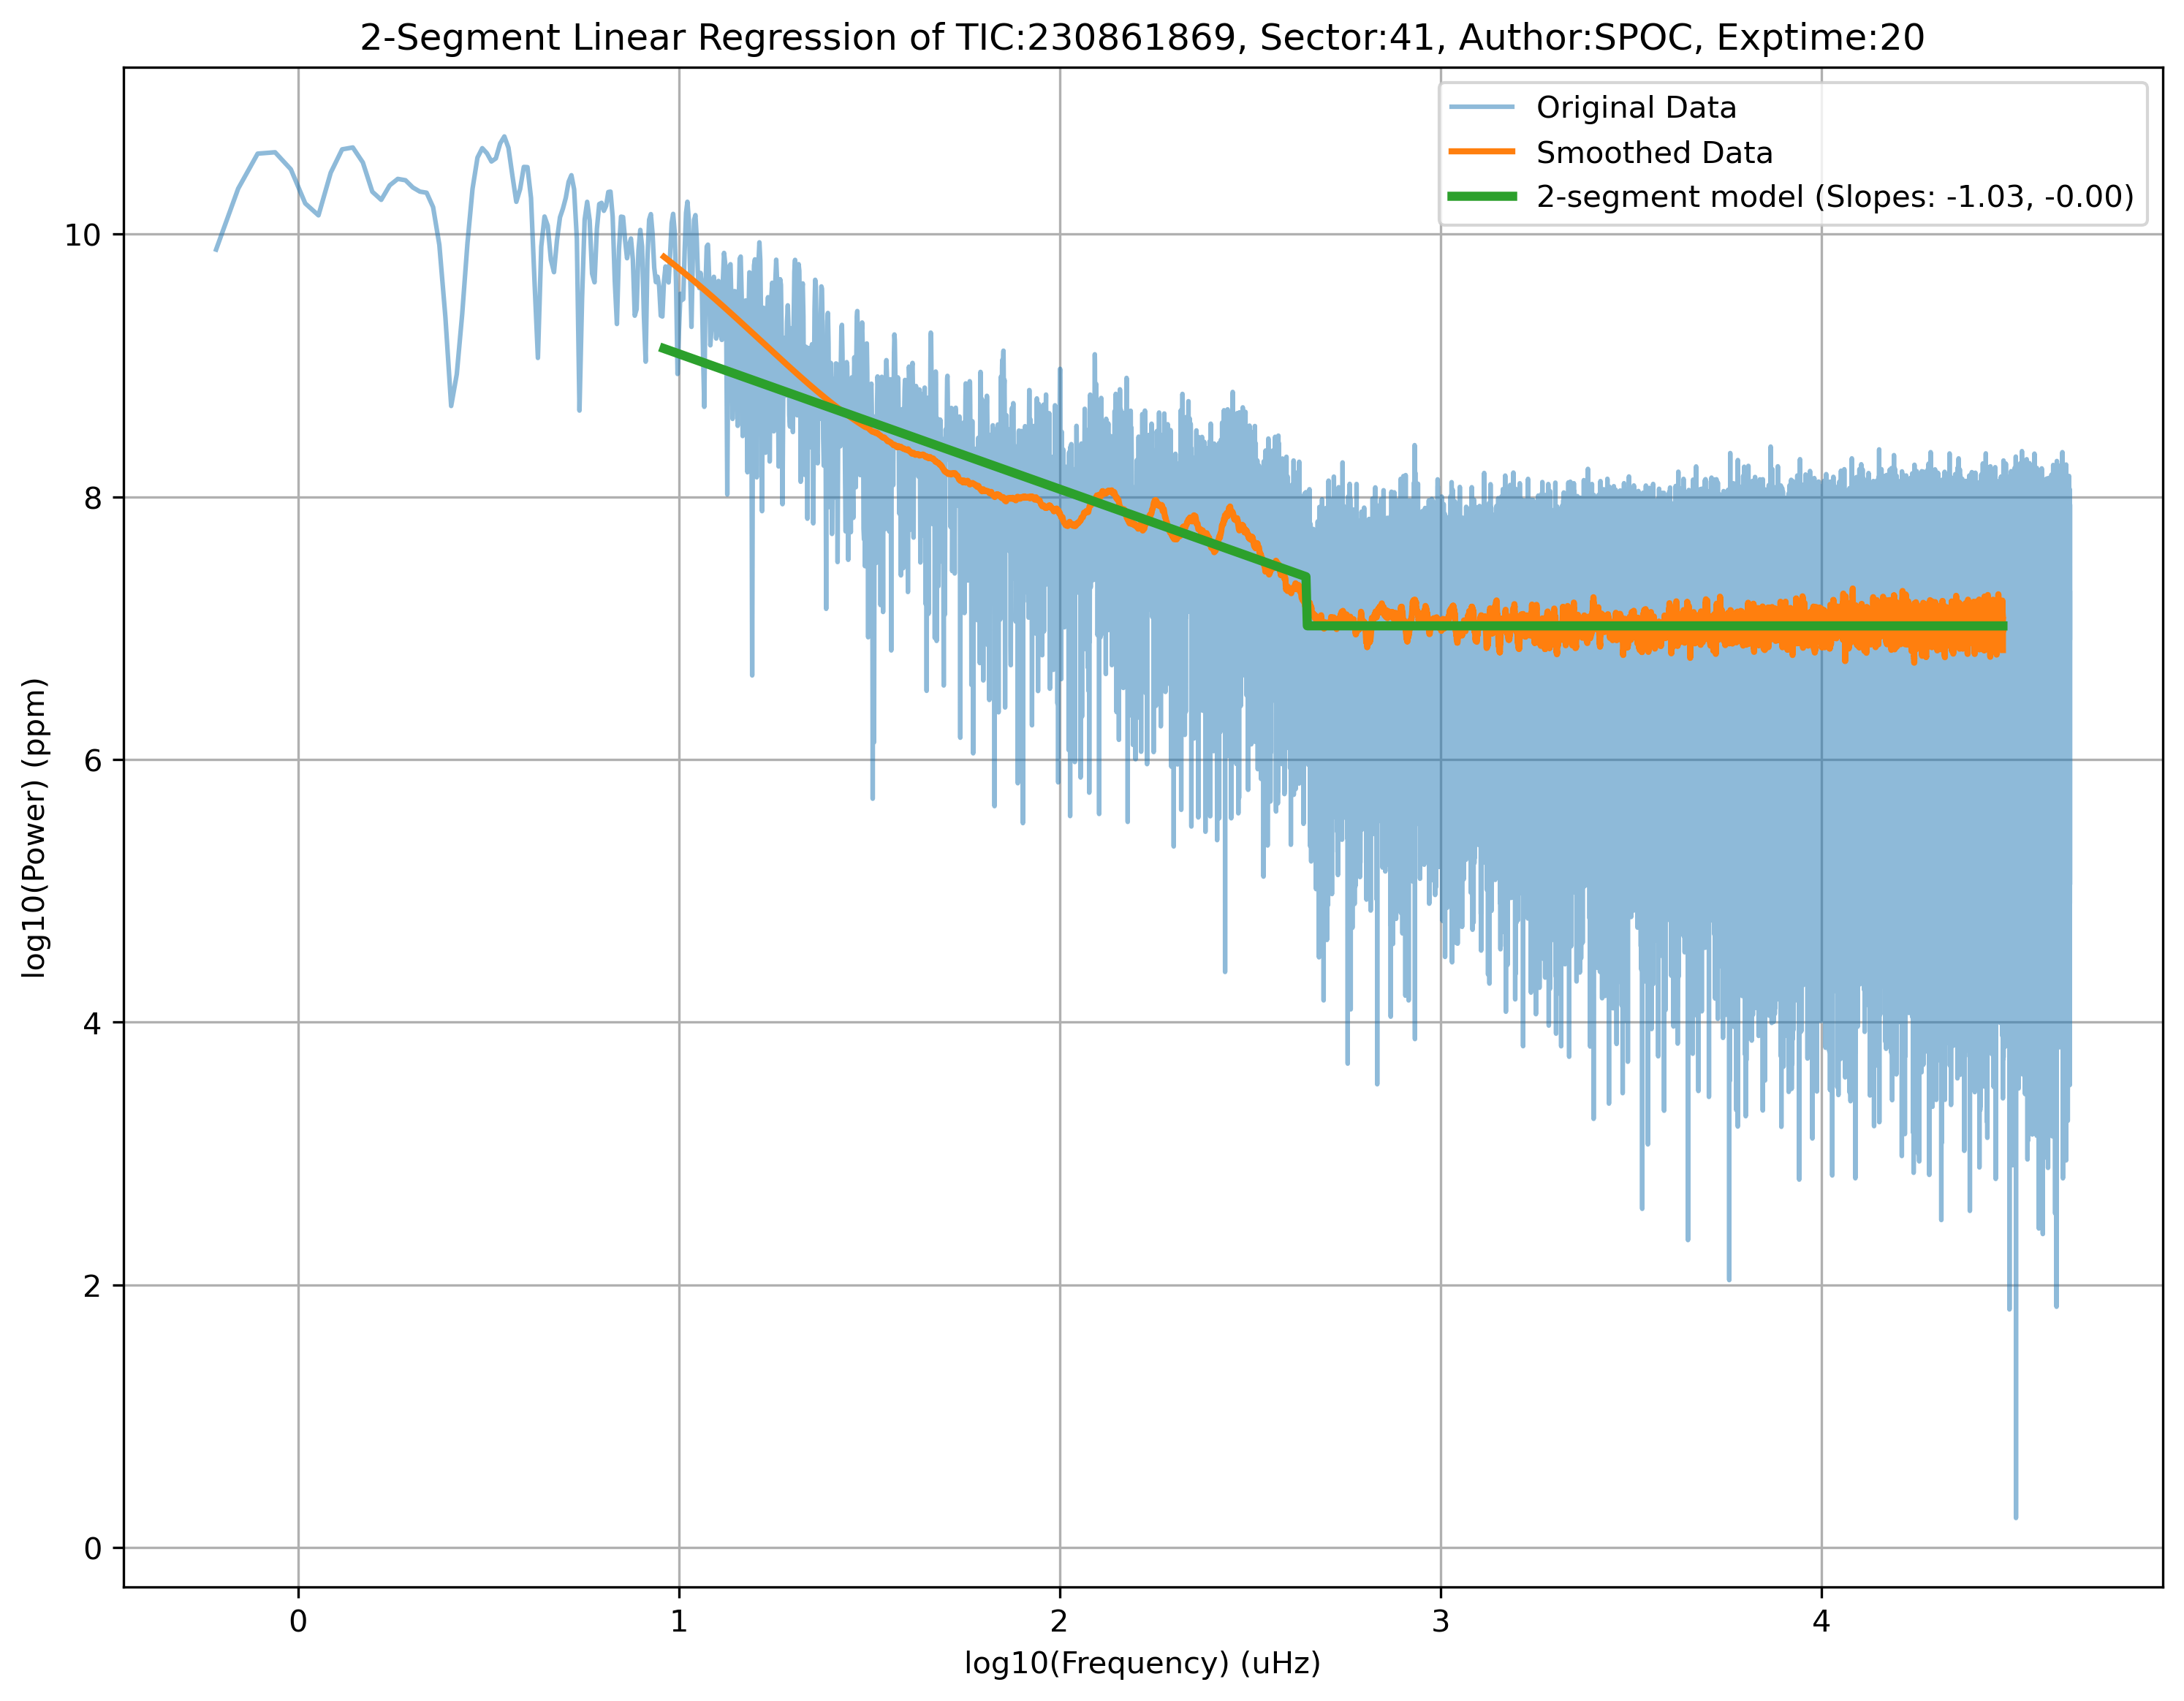 2-Segment Linear Regression of TIC:230861869, Sector:41, Author:SPOC, Exptime:20
Original Data
Smoothed Data
2-segment model (Slopes: -1.03, -0.00)
log10(Power) (ppm)
10
8
6
4
2
0
0 1 2 3 4
log10(Frequency) (uHz)